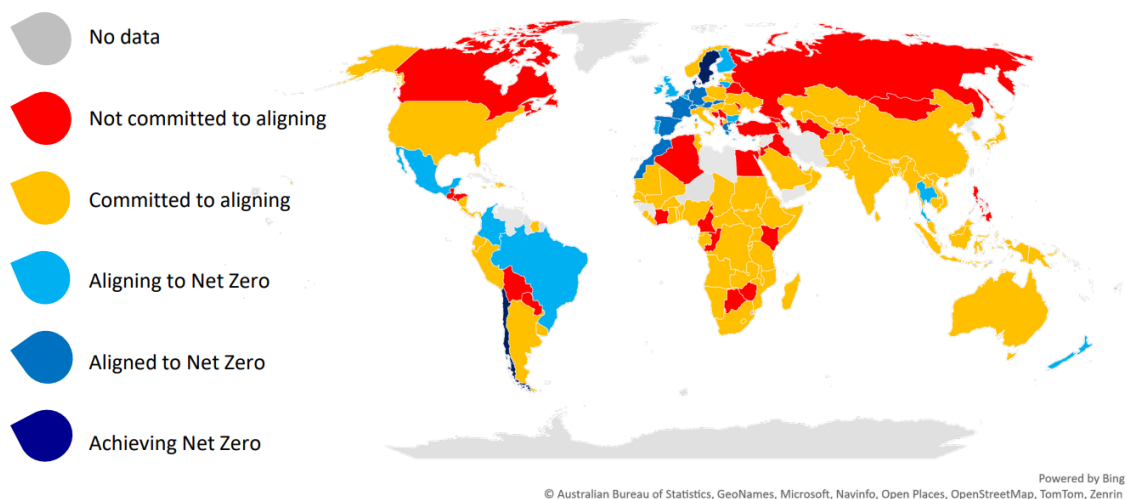 No data
Not committed to aligning
Committed to aligning
Aligning to Net Zero
Aligned to Net Zero
Achieving Net Zero
Powered by Bing
© Australian Bureau of Statistics, GeoNames, Microsoft, Navinfo, Open Places, OpenStreetMap, TomTom, Zenrin